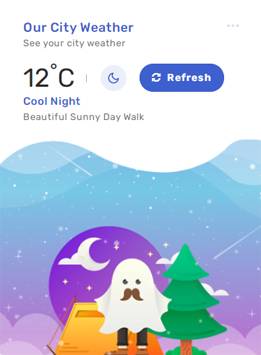 Our City Weather
See your city weather
12°C
Refresh
Cool Night
Beautiful Sunny Day Walk